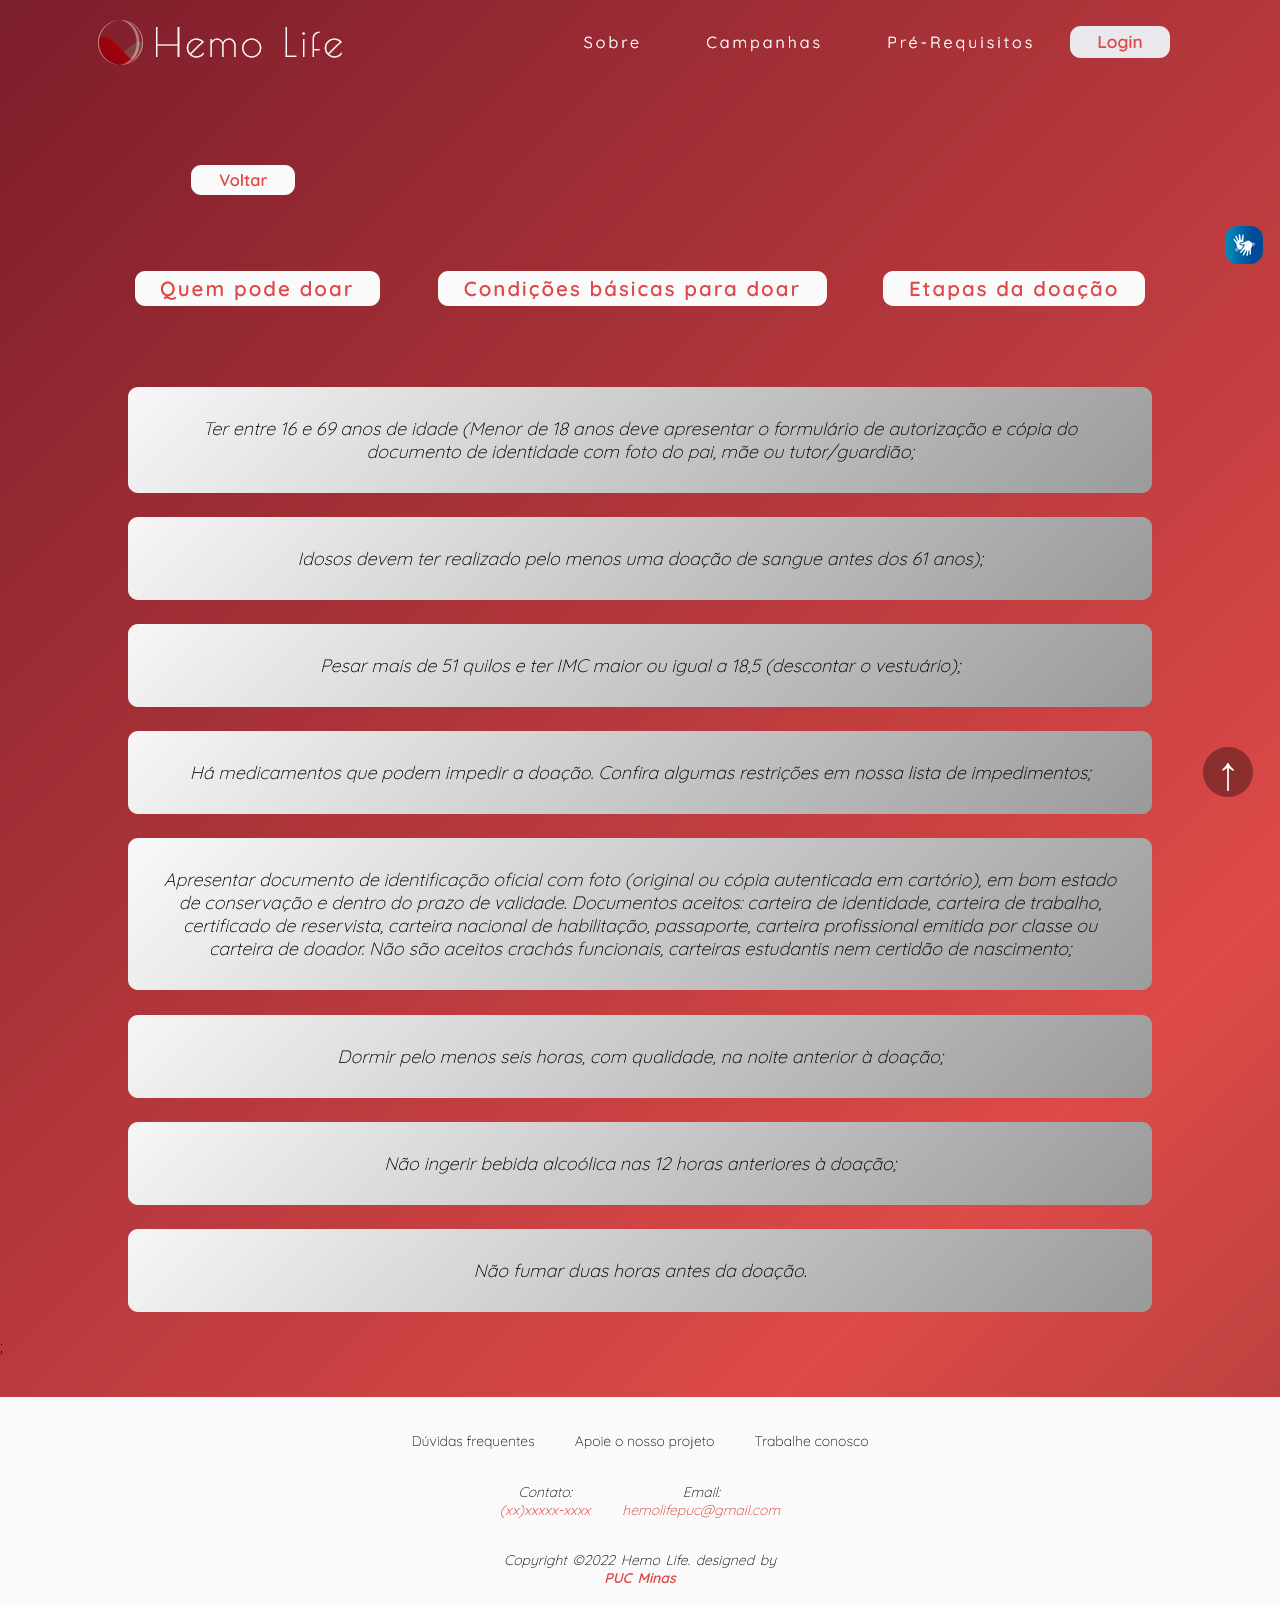 Hemo Life
Sobre
Campanhas
Pré-Requisitos
Login
Voltar
Quem pode doar
Condições básicas para doar
Etapas da doação
Ter entre 16 e 69 anos de idade (Menor de 18 anos deve apresentar o formulário de autorização e cópia do
documento de identidade com foto do pai, mãe ou tutor/guardião;
Idosos devem ter realizado pelo menos uma doação de sangue antes dos 61 anos);
Pesar mais de 51 quilos e ter IMC maior ou igual a 18,5 (descontar o vestuário);
Há medicamentos que podem impedir a doação. Confira algumas restrições em nossa lista de impedimentos;
↑
Apresentar documento de identificação oficial com foto (original ou cópia autenticada em cartório), em bom estado
de conservação e dentro do prazo de validade. Documentos aceitos: carteira de identidade, carteira de trabalho,
certificado de reservista, carteira nacional de habilitação, passaporte, carteira profissional emitida por classe ou
carteira de doador. Não são aceitos crachás funcionais, carteiras estudantis nem certidão de nascimento;
Dormir pelo menos seis horas, com qualidade, na noite anterior à doação;
Não ingerir bebida alcoólica nas 12 horas anteriores à doação;
Não fumar duas horas antes da doação.
;
Dúvidas frequentes
Apoie o nosso projeto
Trabalhe conosco
Contato:
(xx)xxxxx-xxxx
Email:
hemolifepuc@gmail.com
Copyright ©2022 Hemo Life. designed by
PUC Minas